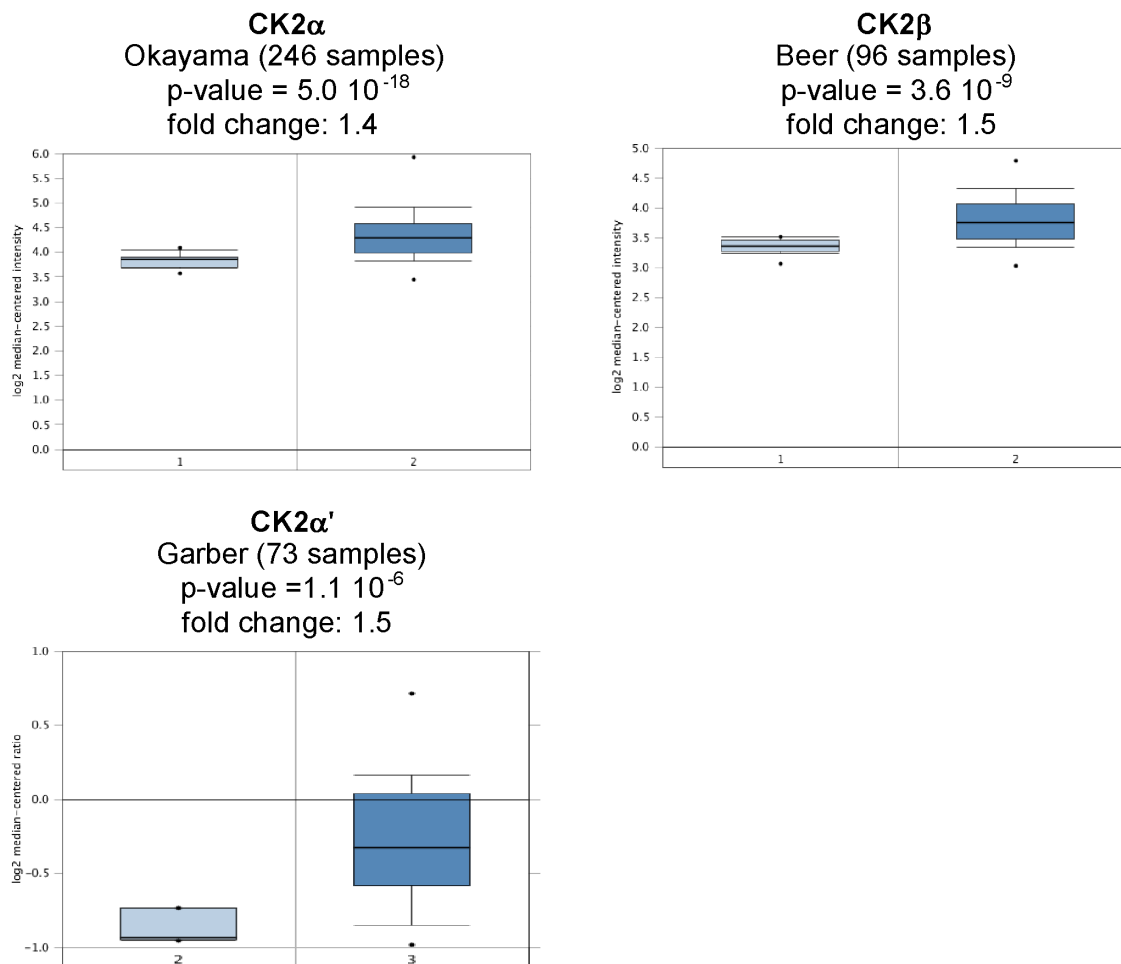 CK2α
Okayama (246 samples)
p-value = 5.0 10⁻¹⁸
fold change: 1.4
6.0
5.5
5.0
4.5
4.0
3.5
3.0
2.5
2.0
1.5
1.0
0.5
0.0
log2 median-centered intensity
1 2
CK2β
Beer (96 samples)
p-value = 3.6 10⁻⁹
fold change: 1.5
5.0
4.5
4.0
3.5
3.0
2.5
2.0
1.5
1.0
0.5
0.0
log2 median-centered intensity
1 2
CK2α'
Garber (73 samples)
p-value =1.1 10⁻⁶
fold change: 1.5
1.0
0.5
0.0
-0.5
-1.0
log2 median-centered ratio
2 3